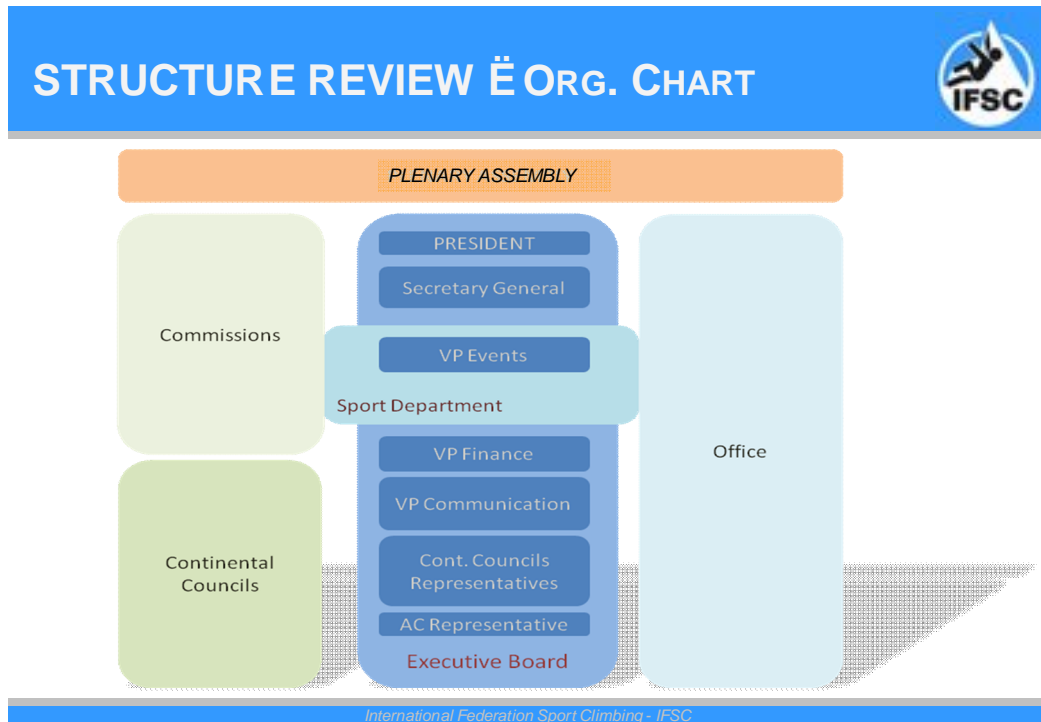 STRUCTURE REVIEW Ë ORG. CHART
IFSC
PLENARY ASSEMBLY
PRESIDENT
Secretary General
Commissions
VP Events
Sport Department
VP Finance
Office
VP Communication
Continental
Councils
Cont. Councils
Representatives
AC Representative
Executive Board
International Federation Sport Climbing - IFSC